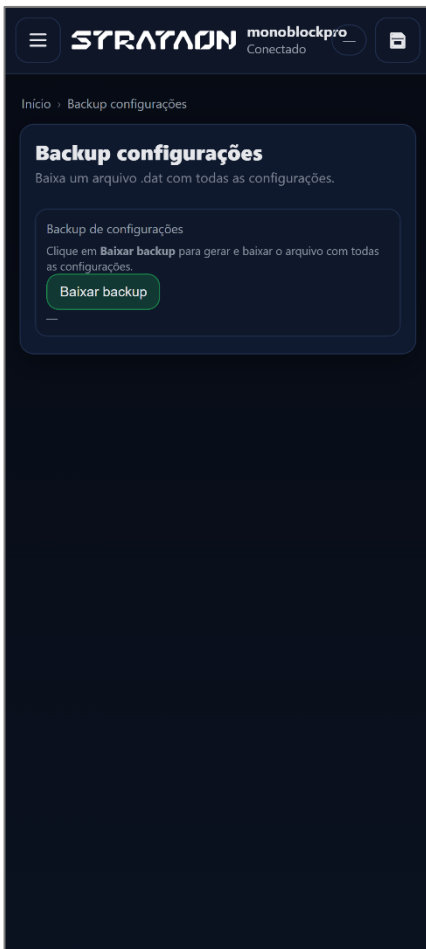 STRATAON
monoblockpro
Conectado
—
Início › Backup configurações
Backup configurações
Baixa um arquivo .dat com todas as configurações.
Backup de configurações
Clique em Baixar backup para gerar e baixar o arquivo com todas
as configurações.
Baixar backup
—